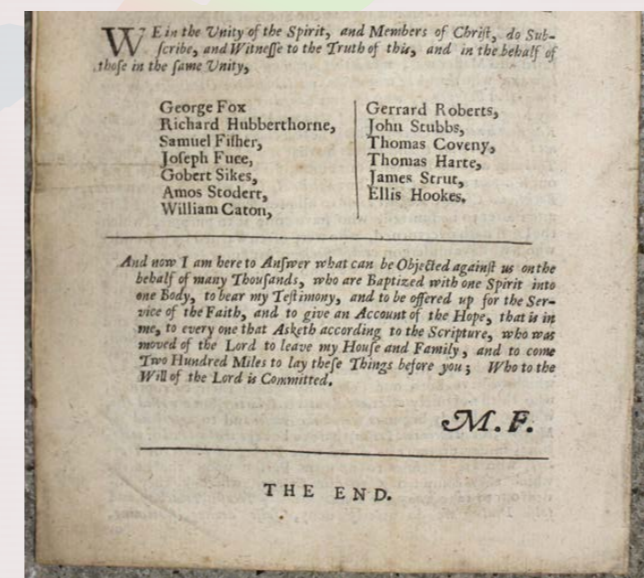 WE in the Unity of the Spirit, and Members of Chriſt, do Sub-
ſcribe, and Witneſſe to the Truth of this, and in the behalf of
thoſe in the ſame Unity,
George Fox
Richard Hubberthorne,
Samuel Fiſher,
Joſeph Fuce,
Gobert Sikes,
Amos Stodert,
William Caton,
Gerrard Roberts,
John Stubbs,
Thomas Coveny,
Thomas Harte,
James Strut,
Ellis Hookes.
And now I am here to Anſwer what can be Objected againſt us on the
behalf of many Thouſands, who are Baptized with one Spirit into
one Body, to bear my Teſtimony, and to be offered up for the Ser-
vice of the Faith, and to give an Account of the Hope, that is in
me, to every one that Asketh according to the Scripture, who was
moved of the Lord to leave my Houſe and Family, and to come
Two Hundred Miles to lay theſe Things before you; Who to the
Will of the Lord is Committed.
M.F.
THE END.